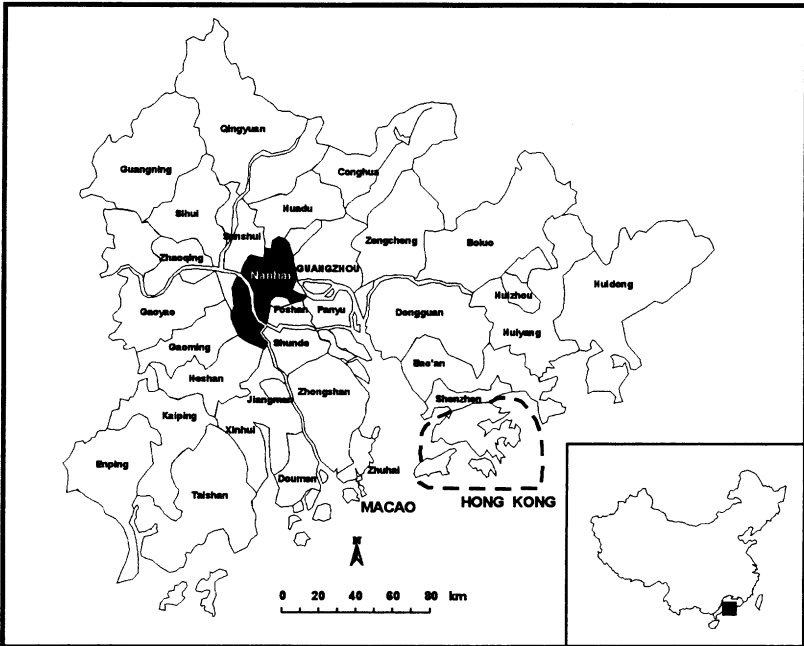 Qingyuan
Guangning
Conghua
Sihui
Huadu
Sanshui
Zengcheng
Boluo
Zhaoqing
GUANGZHOU
Nanhai
Huidong
Huizhou
Gaoyao
Foshan
Panyu
Dongguan
Huiyang
Gaoming
Shunde
Bao'an
Heshan
Zhongshan
Jiangmen
Shenzhen
Kaiping
Xinhui
Enping
Zhuhai
Doumen
Taishan
MACAO
HONG KONG
N
0 20 40 60 80 km